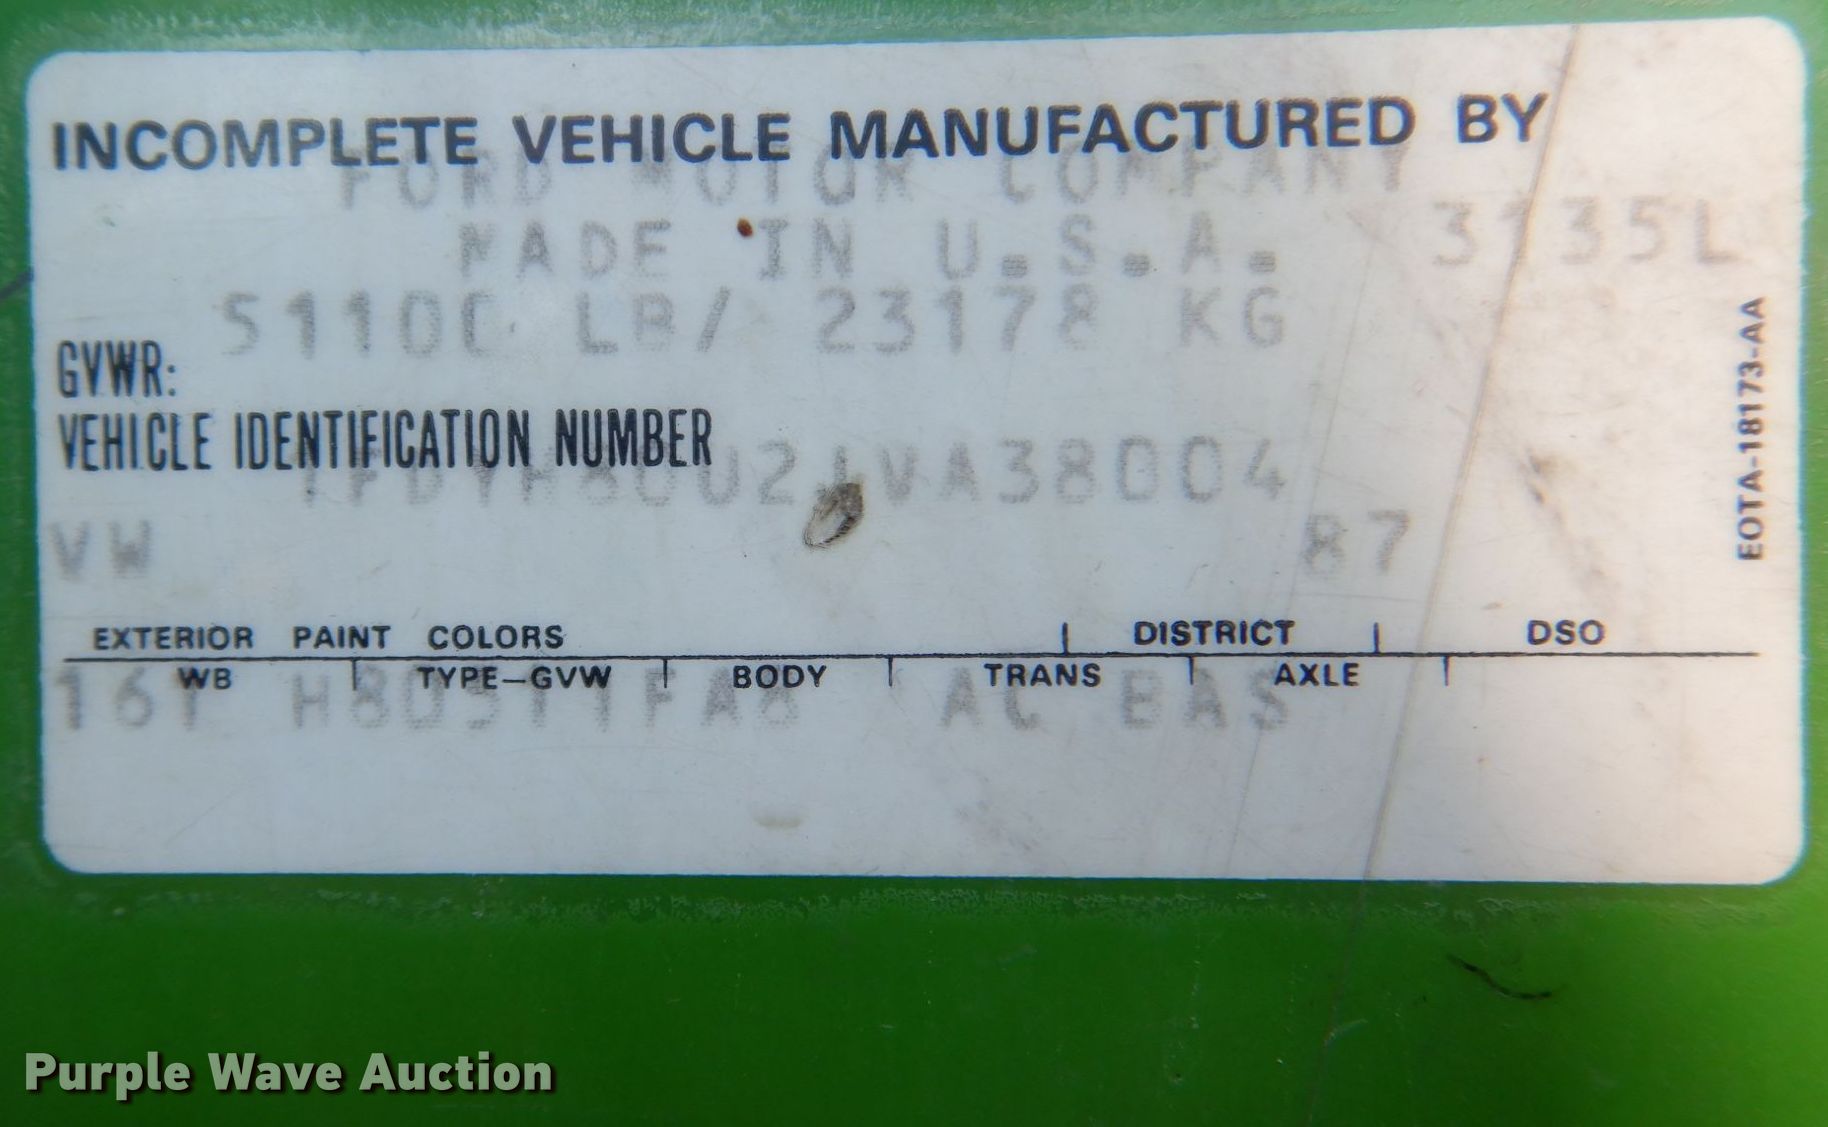 INCOMPLETE VEHICLE MANUFACTURED BY
FORD MOTOR COMPANY
MADE IN U.S.A. 3135L
51100 LB/ 23178 KG
GVWR:
VEHICLE IDENTIFICATION NUMBER
VW 87
EXTERIOR PAINT COLORS DISTRICT DSO
WB TYPE-GVW BODY TRANS AXLE
AC EAS
EOTA-18173-AA
Purple Wave Auction